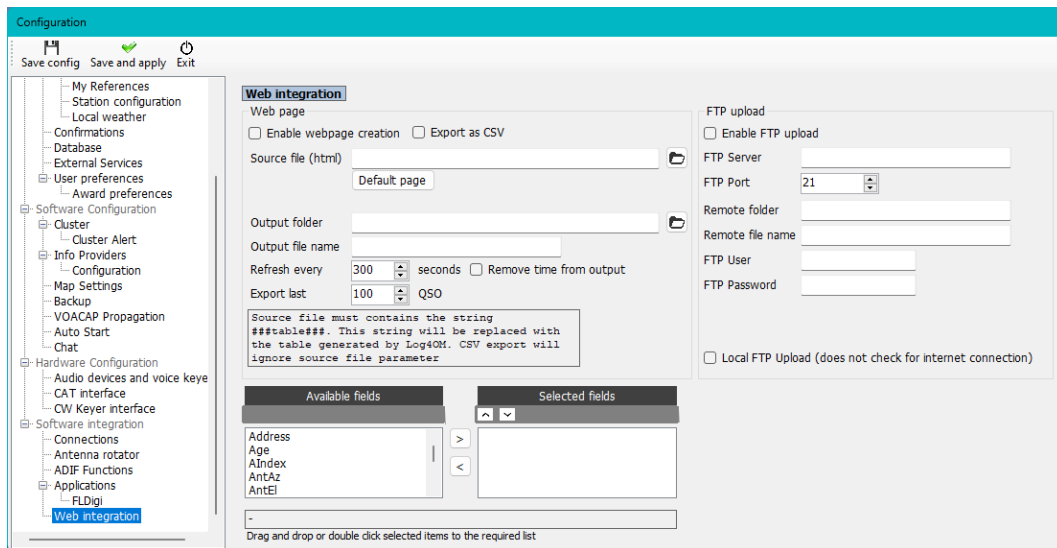 Configuration
Save config Save and apply Exit
My References
Station configuration
Local weather
Confirmations
Database
External Services
User preferences
Award preferences
Software Configuration
Cluster
Cluster Alert
Info Providers
Configuration
Map Settings
Backup
VOACAP Propagation
Auto Start
Chat
Hardware Configuration
Audio devices and voice keye
CAT interface
CW Keyer interface
Software integration
Connections
Antenna rotator
ADIF Functions
Applications
FLDigi
Web integration
Web integration
Web page
Enable webpage creation Export as CSV
Source file (html)
Default page
Output folder
Output file name
Refresh every 300 seconds Remove time from output
Export last 100 QSO
Source file must contains the string
###table###. This string will be replaced with
the table generated by Log4OM. CSV export will
ignore source file parameter
FTP upload
Enable FTP upload
FTP Server
FTP Port 21
Remote folder
Remote file name
FTP User
FTP Password
Local FTP Upload (does not check for internet connection)
Available fields
Address
Age
AIndex
AntAz
AntEl
>
<
Selected fields
-
Drag and drop or double click selected items to the required list